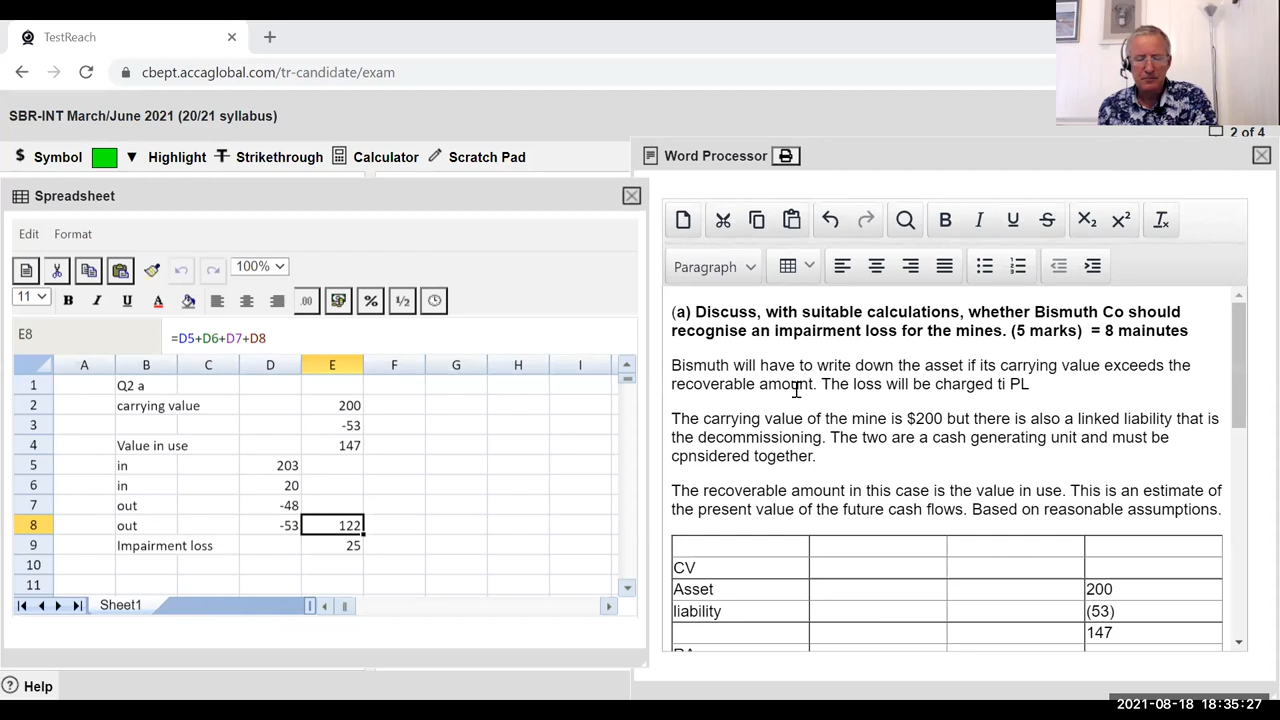 TestReach
cbept.accaglobal.com/tr-candidate/exam
SBR-INT March/June 2021 (20/21 syllabus)
2 of 4
$ Symbol Highlight Strikethrough Calculator Scratch Pad
Word Processor
Spreadsheet
Edit Format
100%
11 B I U A .00 % 1/2
E8 =D5+D6+D7+D8
A B C D E F G H I
1 Q2 a
2 carrying value 200
3 -53
4 Value in use 147
5 in 203
6 in 20
7 out -48
8 out -53 122
9 Impairment loss 25
10
11
Sheet1
Help
B I U S X₂ X² Tx
Paragraph
(a) Discuss, with suitable calculations, whether Bismuth Co should
recognise an impairment loss for the mines. (5 marks) = 8 mainutes
Bismuth will have to write down the asset if its carrying value exceeds the
recoverable amount. The loss will be charged ti PL
The carrying value of the mine is $200 but there is also a linked liability that is
the decommissioning. The two are a cash generating unit and must be
cpnsidered together.
The recoverable amount in this case is the value in use. This is an estimate of
the present value of the future cash flows. Based on reasonable assumptions.
CV
Asset 200
liability (53)
147
2021-08-18 18:35:27